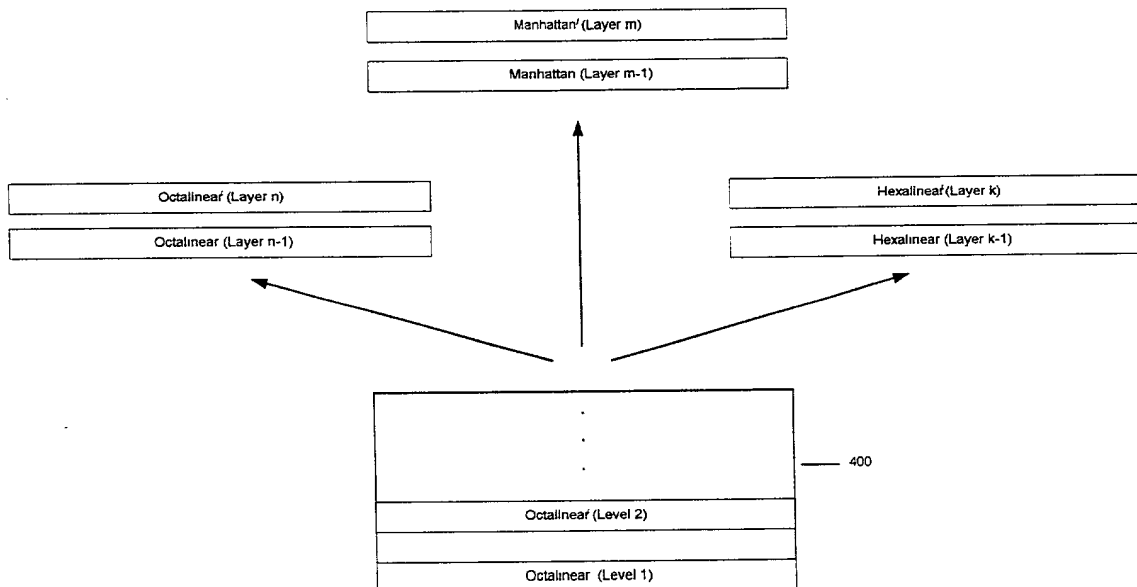 Manhattan' (Layer m)
Manhattan (Layer m-1)
Octalinear' (Layer n)
Octalinear (Layer n-1)
Hexalinear' (Layer k)
Hexalinear (Layer k-1)
400
Octalinear' (Level 2)
Octalinear (Level 1)